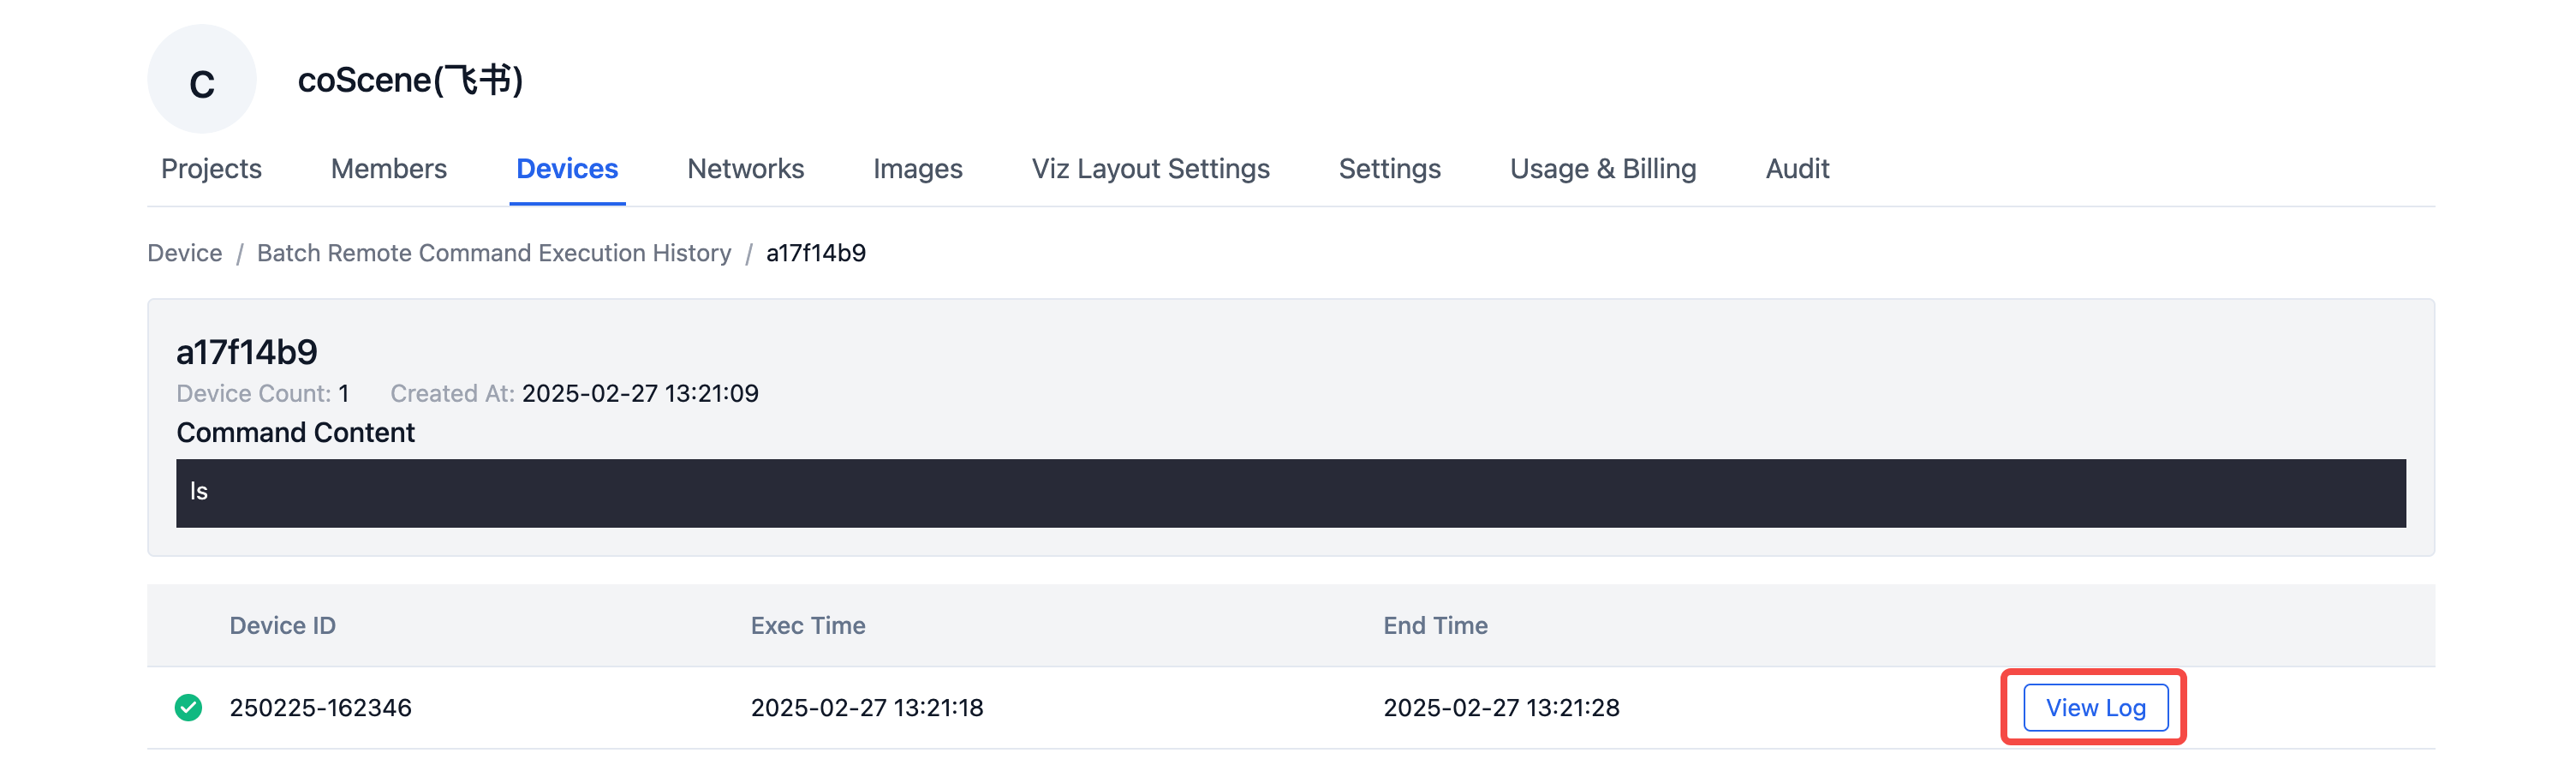 C
coScene(飞书)
Projects Members Devices Networks Images Viz Layout Settings Settings Usage & Billing Audit
Device / Batch Remote Command Execution History / a17f14b9
a17f14b9
Device Count: 1 Created At: 2025-02-27 13:21:09
Command Content
ls
Device ID Exec Time End Time
250225-162346 2025-02-27 13:21:18 2025-02-27 13:21:28 View Log